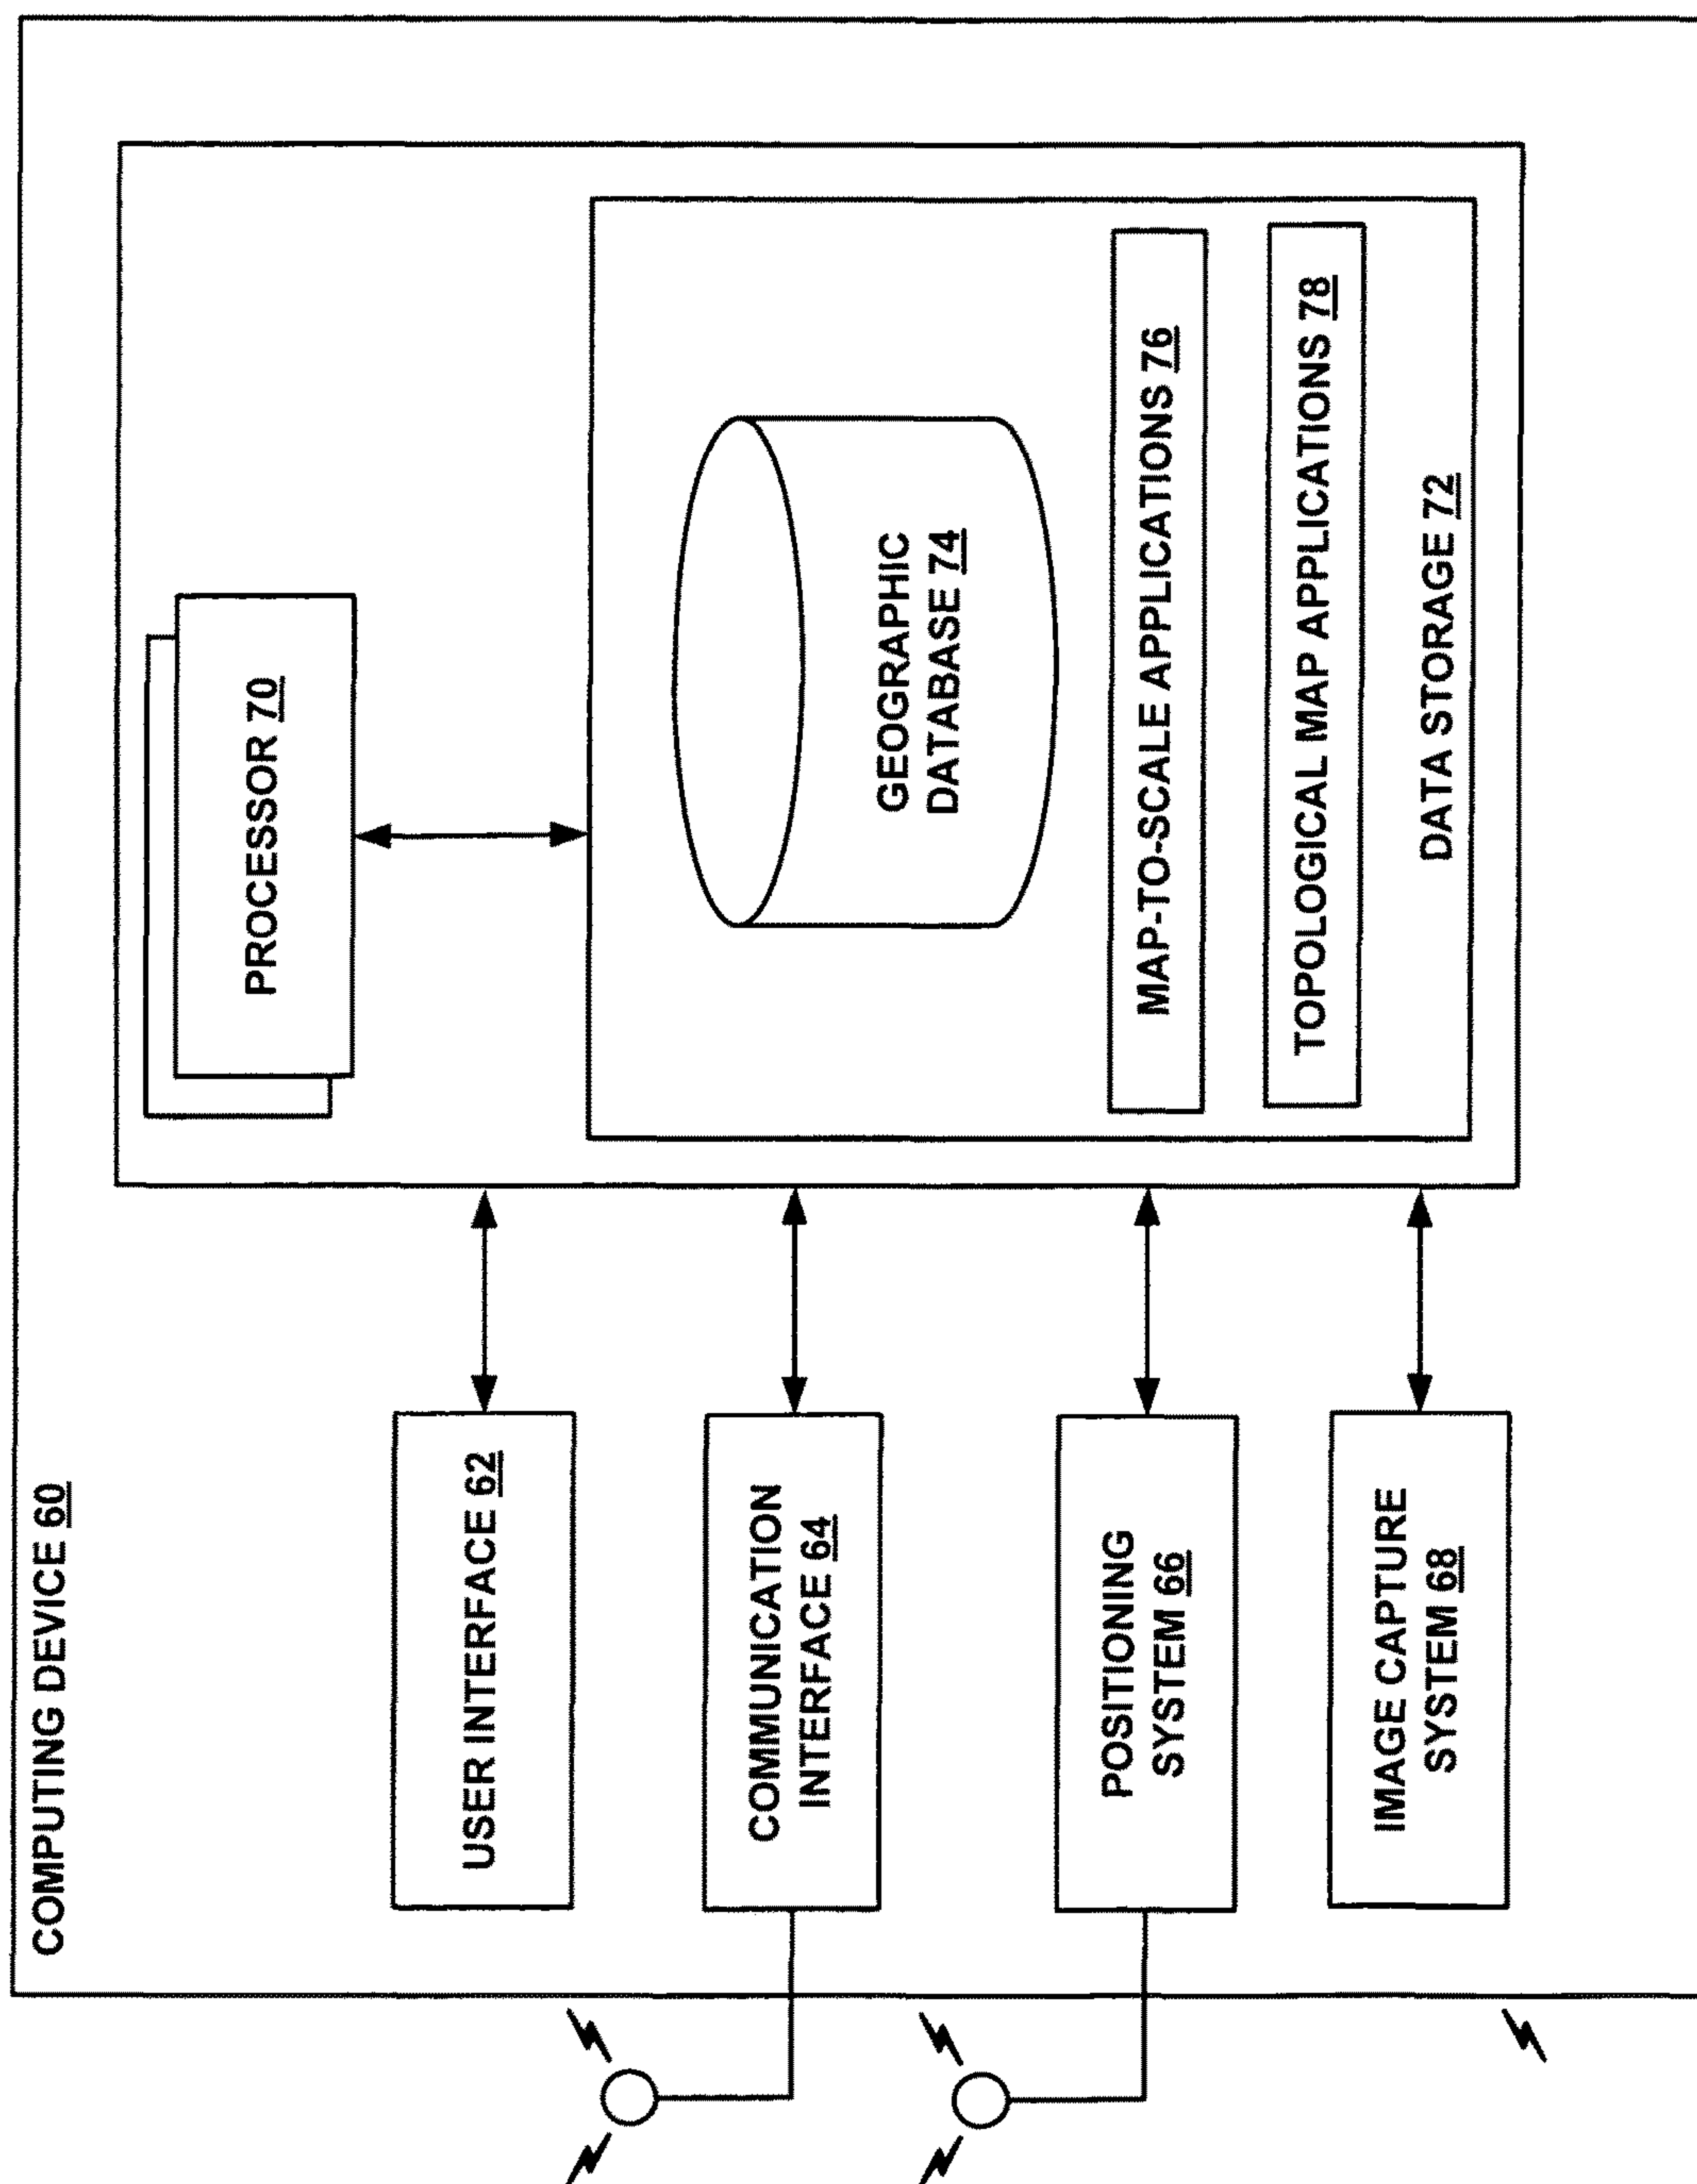 COMPUTING DEVICE 60
USER INTERFACE 62
COMMUNICATION
INTERFACE 64
POSITIONING
SYSTEM 66
IMAGE CAPTURE
SYSTEM 68
PROCESSOR 70
GEOGRAPHIC
DATABASE 74
MAP-TO-SCALE APPLICATIONS 76
TOPOLOGICAL MAP APPLICATIONS 78
DATA STORAGE 72